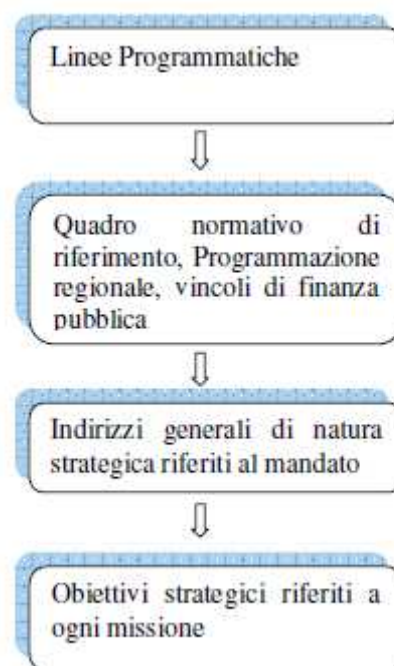 Linee Programmatiche
Quadro normativo di
riferimento, Programmazione
regionale, vincoli di finanza
pubblica
Indirizzi generali di natura
strategica riferiti al mandato
Obiettivi strategici riferiti a
ogni missione